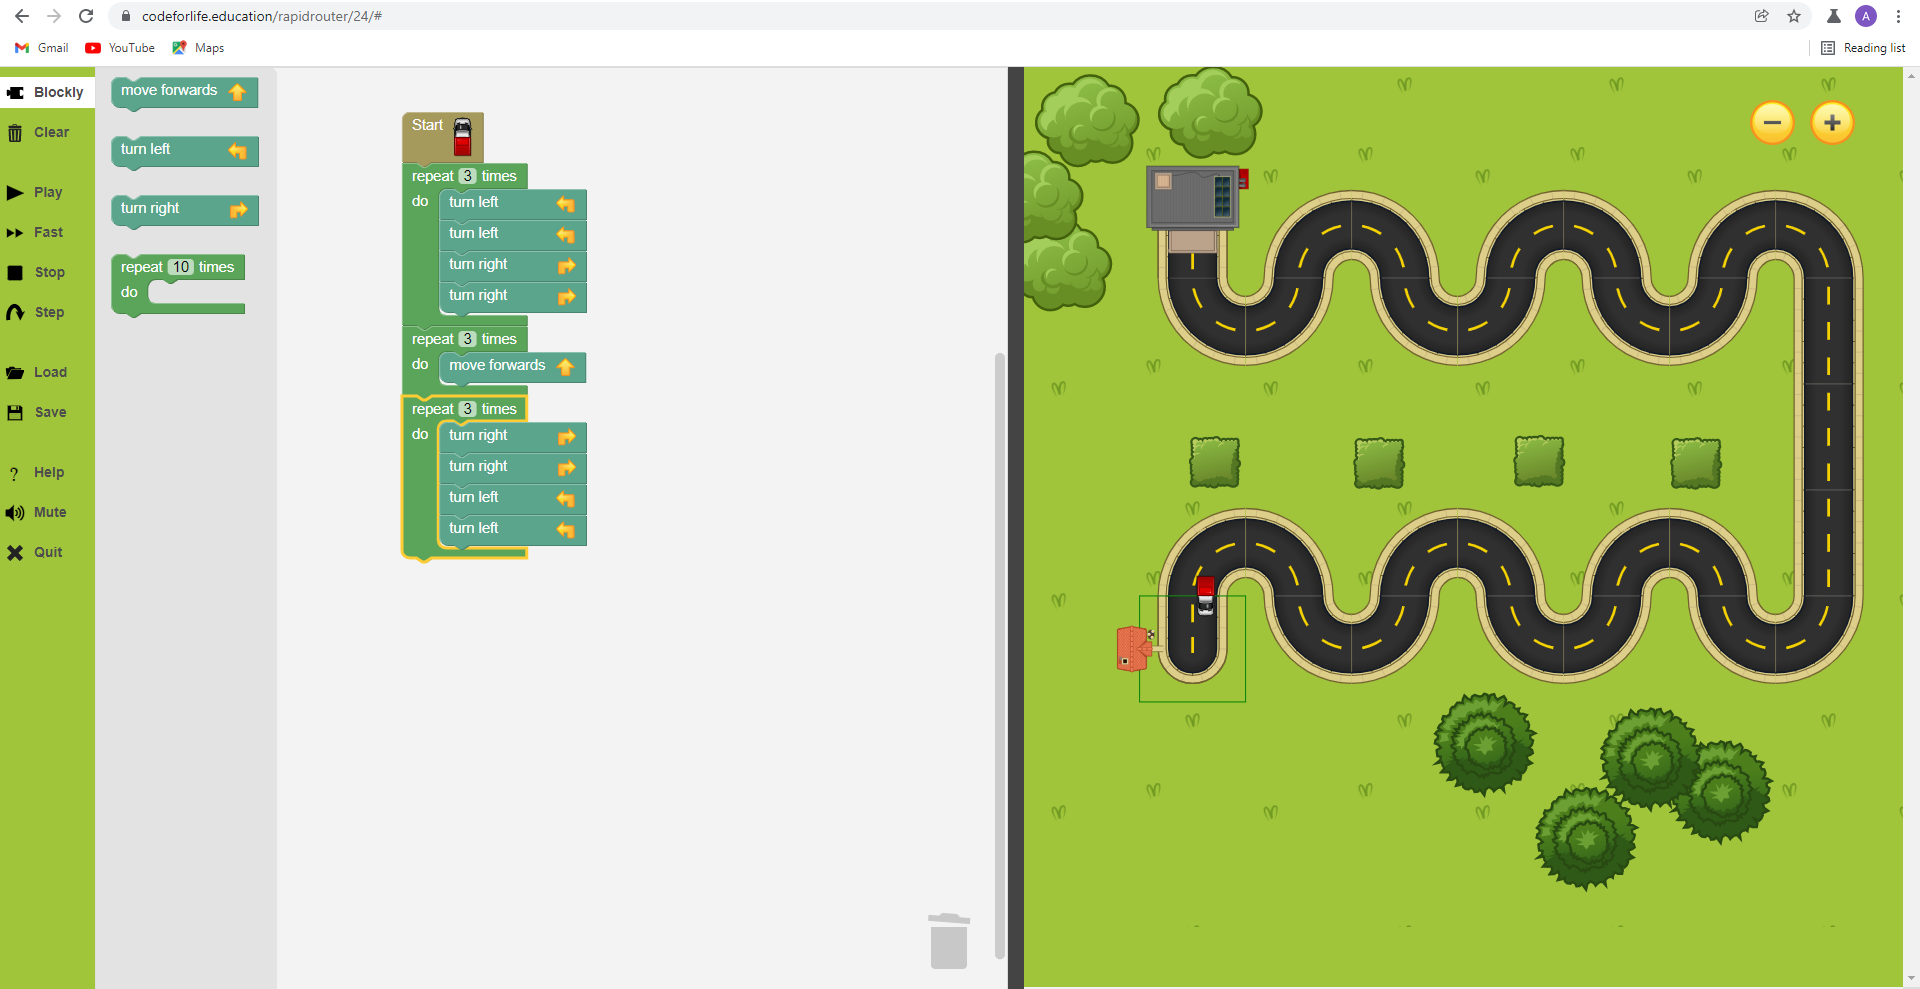 codeforlife.education/rapidrouter/24/#
A
Gmail YouTube Maps Reading list
Blockly
Clear
Play
Fast
Stop
Step
Load
Save
? Help
Mute
Quit
move forwards
turn left
turn right
repeat 10 times
do
Start
repeat 3 times
do turn left
turn left
turn right
turn right
repeat 3 times
do move forwards
repeat 3 times
do turn right
turn right
turn left
turn left